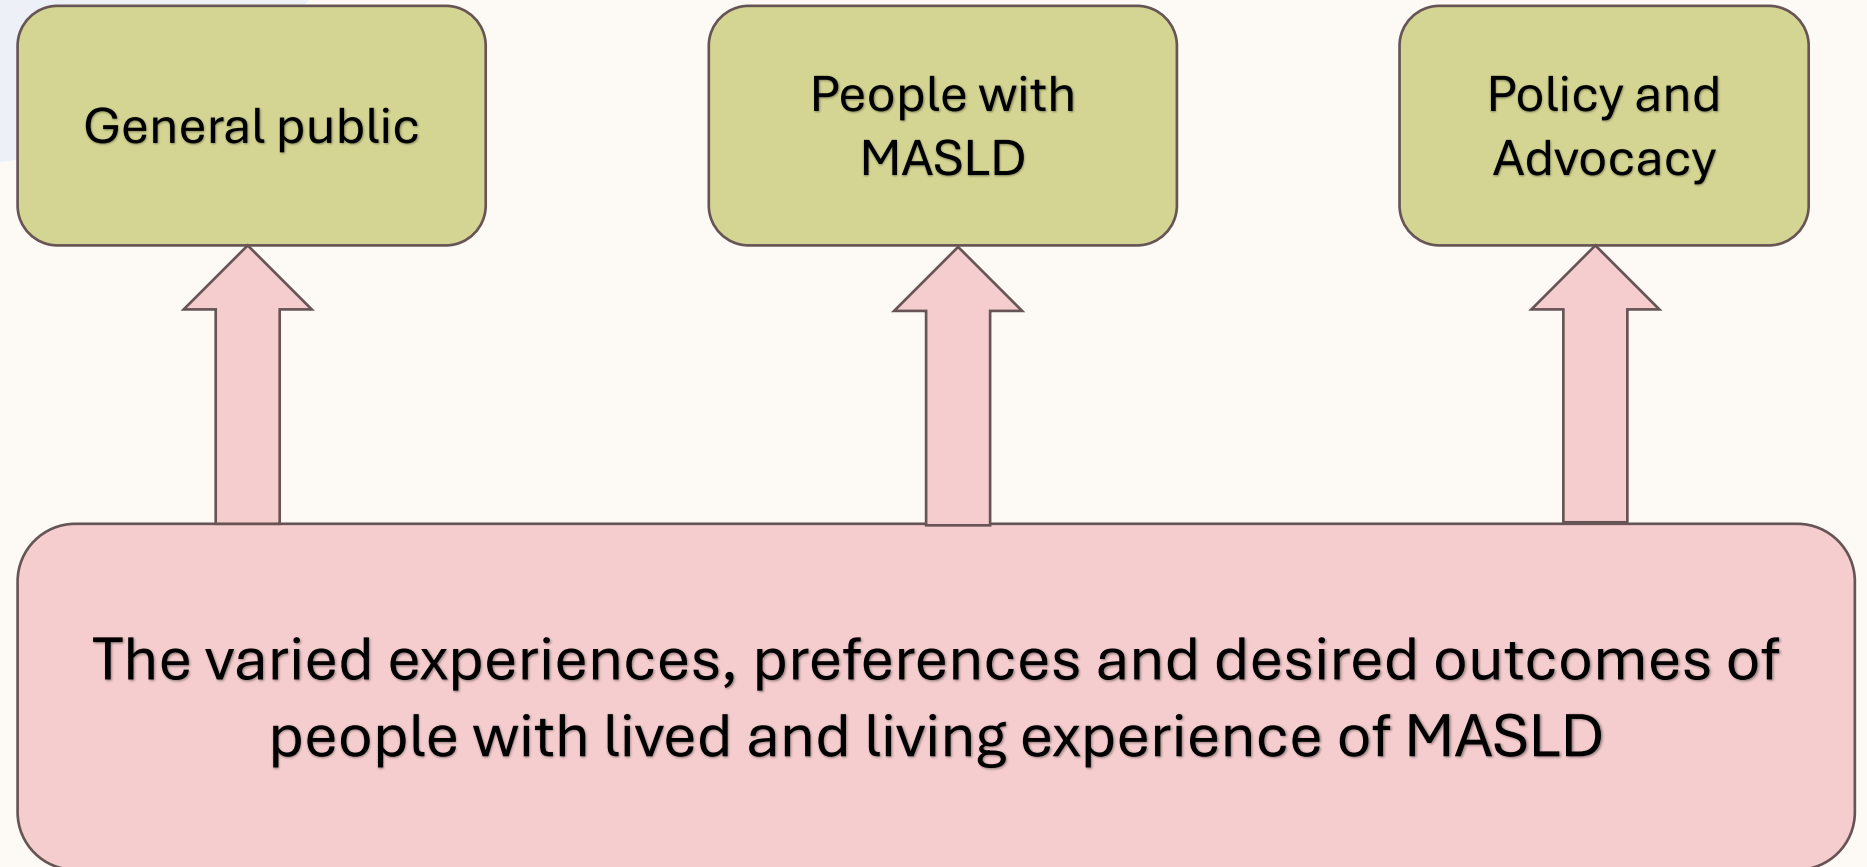 General public
People with
MASLD
Policy and
Advocacy
The varied experiences, preferences and desired outcomes of
people with lived and living experience of MASLD